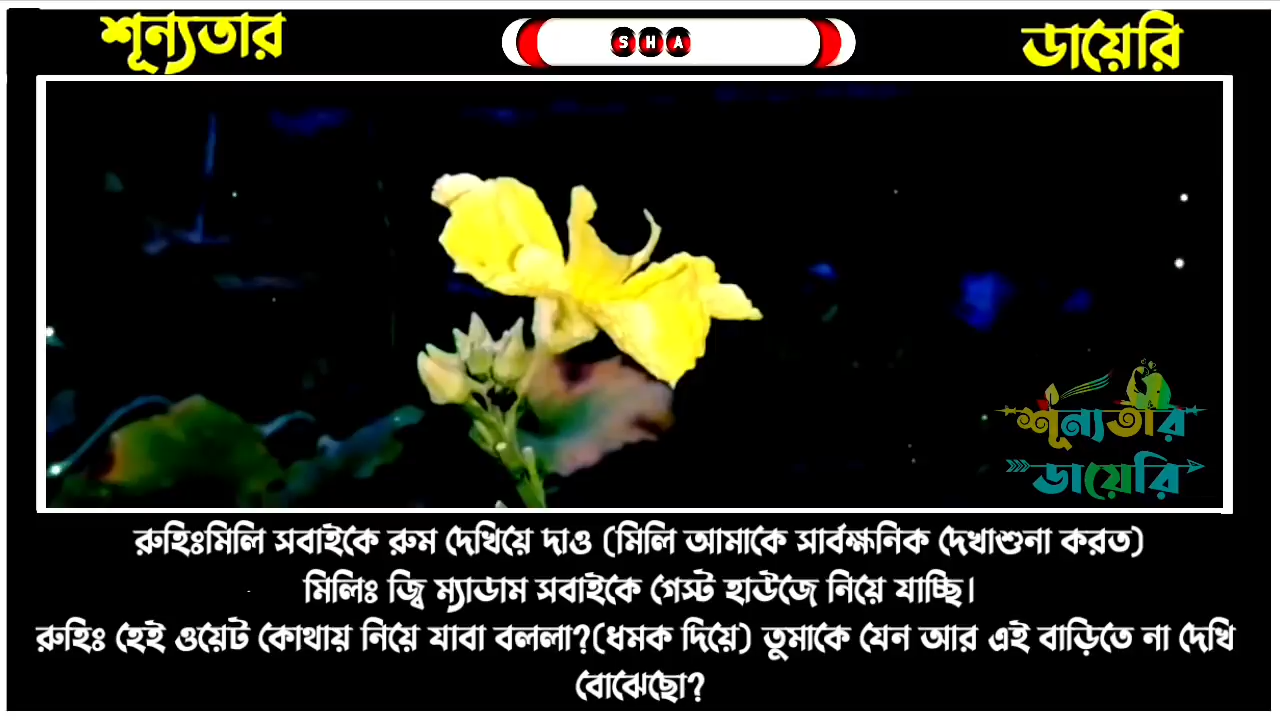 শূন্যতার
SHA
ডায়েরি
শূন্যতার
ডায়েরি
রুহিঃমিলি সবাইকে রুম দেখিয়ে দাও (মিলি আমাকে সার্বক্ষনিক দেখাশুনা করত)
মিলিঃ জ্বি ম্যাডাম সবাইকে গেস্ট হাউজে নিয়ে যাচ্ছি।
রুহিঃ হেই ওয়েট কোথায় নিয়ে যাবা বললা?(ধমক দিয়ে) তুমাকে যেন আর এই বাড়িতে না দেখি
বোঝেছো?